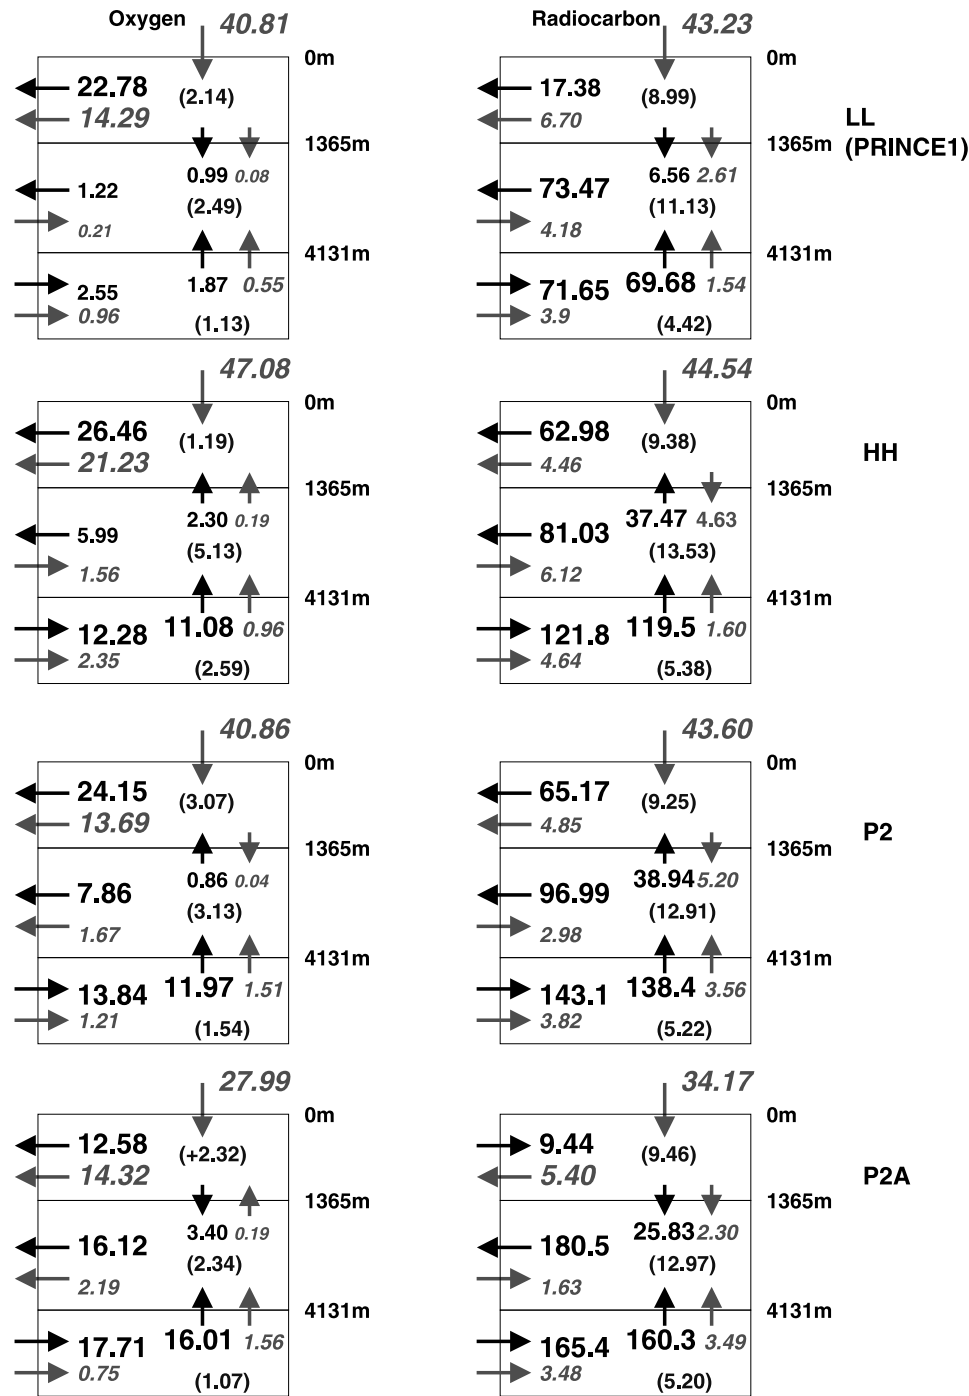 Oxygen 40.81 Radiocarbon 43.23
0m 0m
22.78 (2.14) 17.38 (8.99)
14.29 6.70
LL
(PRINCE1)
1365m 1365m
1.22 0.99 0.08 73.47 6.56 2.61
(2.49) (11.13)
0.21 4.18
4131m 4131m
2.55 1.87 0.55 71.65 69.68 1.54
0.96 3.9
(1.13) (4.42)
47.08 44.54
0m 0m
26.46 (1.19) 62.98 (9.38)
21.23 4.46
HH
1365m 1365m
5.99 2.30 0.19 81.03 37.47 4.63
(5.13) (13.53)
1.56 6.12
4131m 4131m
12.28 11.08 0.96 121.8 119.5 1.60
2.35 4.64
(2.59) (5.38)
40.86 43.60
0m 0m
24.15 (3.07) 65.17 (9.25)
13.69 4.85
P2
1365m 1365m
7.86 0.86 0.04 96.99 38.94 5.20
(3.13) (12.91)
1.67 2.98
4131m 4131m
13.84 11.97 1.51 143.1 138.4 3.56
1.21 3.82
(1.54) (5.22)
27.99 34.17
0m 0m
12.58 (+2.32) 9.44 (9.46)
14.32 5.40
P2A
1365m 1365m
16.12 3.40 0.19 180.5 25.83 2.30
(2.34) (12.97)
2.19 1.63
4131m 4131m
17.71 16.01 1.56 165.4 160.3 3.49
0.75 3.48
(1.07) (5.20)